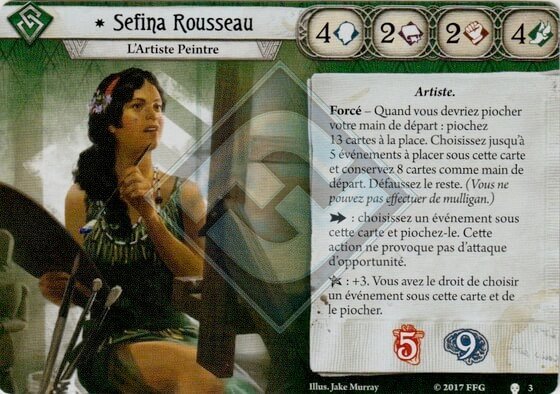 * Sefina Rousseau
L'Artiste Peintre
4 2 2 4
Artiste.
Forcé – Quand vous devriez piocher
votre main de départ : piochez
13 cartes à la place. Choisissez jusqu'à
5 événements à placer sous cette carte
et conservez 8 cartes comme main de
départ. Défaussez le reste. (Vous ne
pouvez pas effectuer de mulligan.)
: choisissez un événement sous
cette carte et piochez-le. Cette
action ne provoque pas d'attaque
d'opportunité.
: +3. Vous avez le droit de choisir
un événement sous cette carte et de
le piocher.
5 9
Illus. Jake Murray © 2017 FFG 3